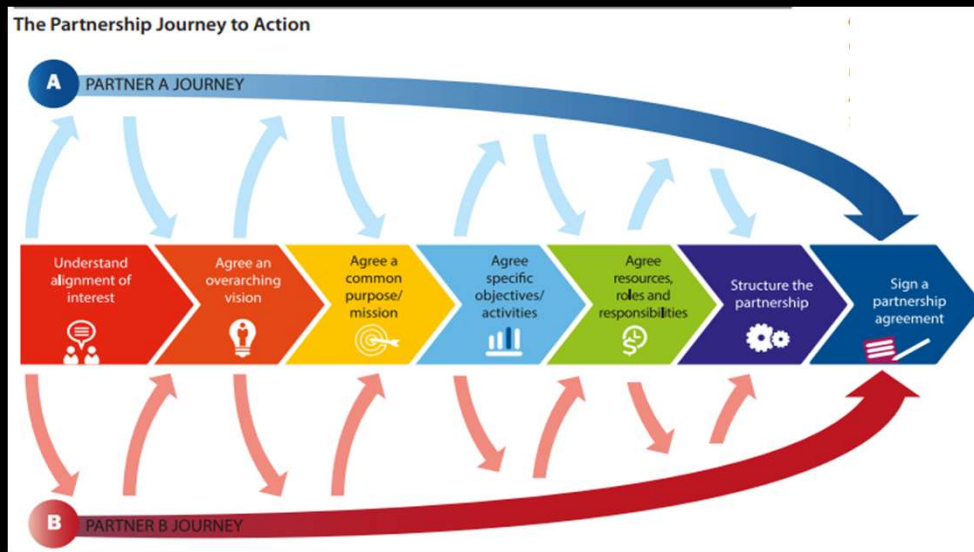 The Partnership Journey to Action
A
PARTNER A JOURNEY
Understand
alignment of
interest
Agree an
overarching
vision
Agree a
common
purpose/
mission
Agree
specific
objectives/
activities
Agree
resources,
roles and
responsibilities
Structure the
partnership
Sign a
partnership
agreement
B
PARTNER B JOURNEY